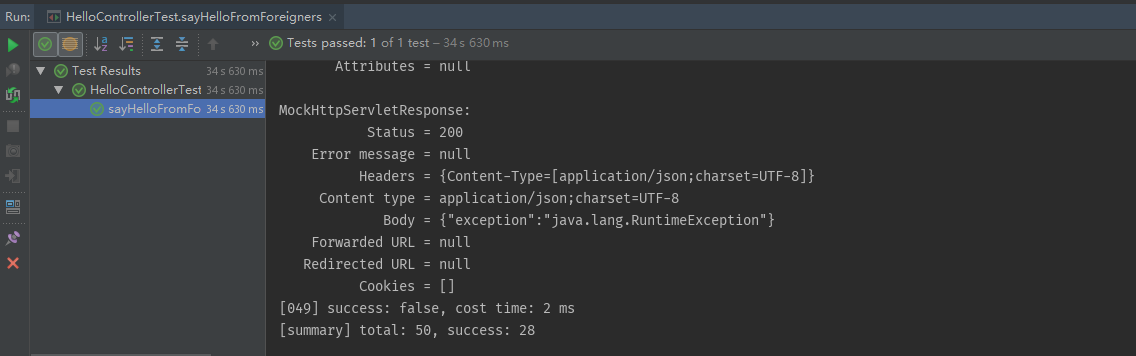 Run: HelloControllerTest.sayHelloFromForeigners ×
» Tests passed: 1 of 1 test – 34 s 630 ms
Test Results 34 s 630 ms
HelloControllerTest 34 s 630 ms
sayHelloFromFo 34 s 630 ms
Attributes = null
MockHttpServletResponse:
Status = 200
Error message = null
Headers = {Content-Type=[application/json;charset=UTF-8]}
Content type = application/json;charset=UTF-8
Body = {"exception":"java.lang.RuntimeException"}
Forwarded URL = null
Redirected URL = null
Cookies = []
[049] success: false, cost time: 2 ms
[summary] total: 50, success: 28